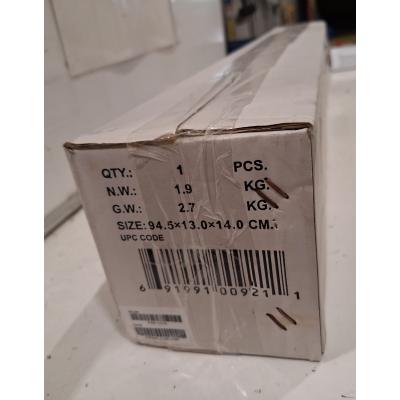 QTY.: 1 PCS.
N.W.: 1.9 KG.
G.W.: 2.7 KG.
SIZE: 94.5×13.0×14.0 CM.
UPC CODE
6 91991 00921 1